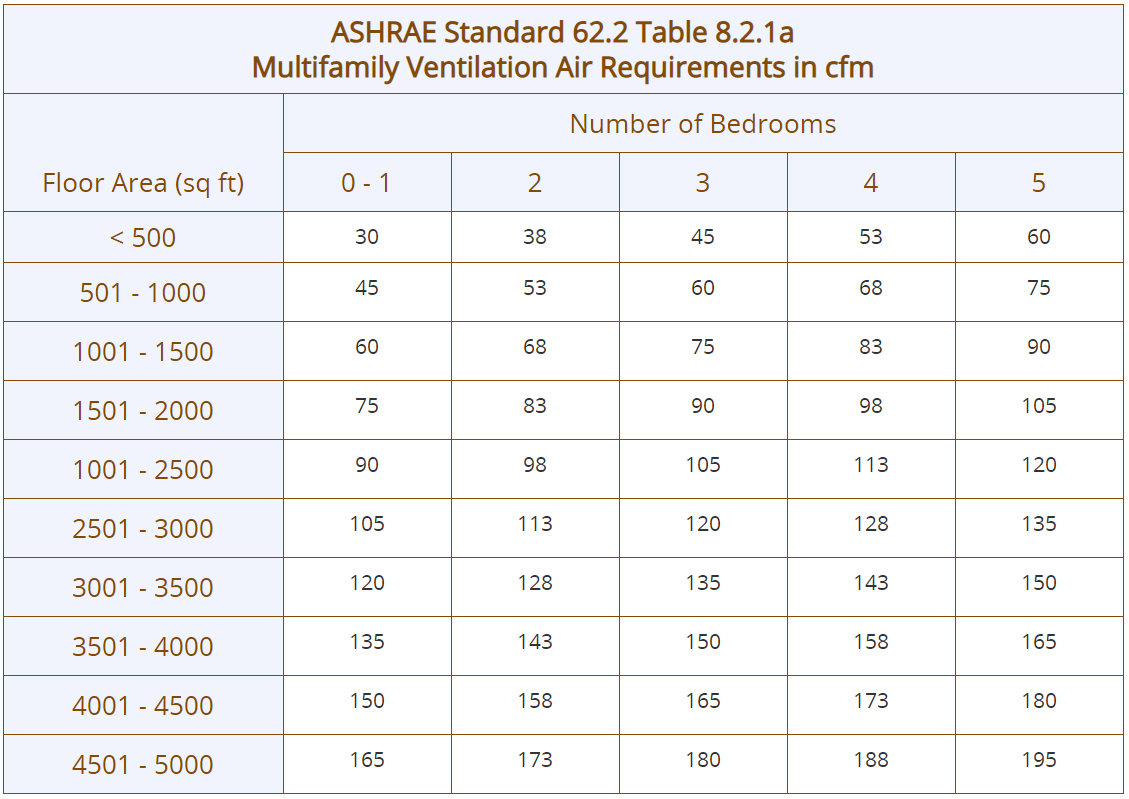 ASHRAE Standard 62.2 Table 8.2.1a
Multifamily Ventilation Air Requirements in cfm
Number of Bedrooms
Floor Area (sq ft) 0 - 1 2 3 4 5
< 500 30 38 45 53 60
501 - 1000 45 53 60 68 75
1001 - 1500 60 68 75 83 90
1501 - 2000 75 83 90 98 105
1001 - 2500 90 98 105 113 120
2501 - 3000 105 113 120 128 135
3001 - 3500 120 128 135 143 150
3501 - 4000 135 143 150 158 165
4001 - 4500 150 158 165 173 180
4501 - 5000 165 173 180 188 195